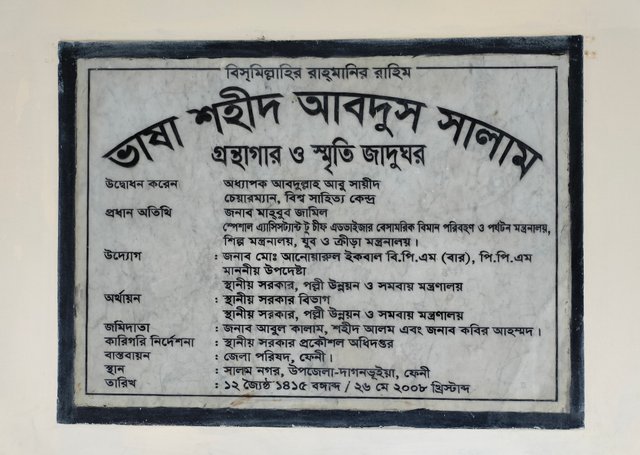 বিস্মিল্লাহির রাহ্মানির রাহিম
ভাষা শহীদ আবদুস সালাম
গ্রন্থাগার ও স্মৃতি জাদুঘর
উদ্বোধন করেন অধ্যাপক আবদুল্লাহ আবু সায়ীদ
চেয়ারম্যান, বিশ্ব সাহিত্য কেন্দ্র
প্রধান অতিথি জনাব মাহবুব জামিল
স্পেশাল এ্যাসিস্ট্যান্ট টু চীফ এডভাইজার বেসামরিক বিমান পরিবহণ ও পর্যটন মন্ত্রনালয়,
শিল্প মন্ত্রনালয়, যুব ও ক্রীড়া মন্ত্রনালয়।
উদ্যোগ : জনাব মোঃ আনোয়ারুল ইকবাল বি.পি.এম (বার), পি.পি.এম
মাননীয় উপদেষ্টা
স্থানীয় সরকার, পল্লী উন্নয়ন ও সমবায় মন্ত্রণালয়
অর্থায়ন : স্থানীয় সরকার বিভাগ
স্থানীয় সরকার, পল্লী উন্নয়ন ও সমবায় মন্ত্রণালয়
জমিদাতা : জনাব আবুল কালাম, শহীদ আলম এবং জনাব কবির আহম্মদ।
কারিগরি নির্দেশনা : স্থানীয় সরকার প্রকৌশল অধিদপ্তর
বাস্তবায়ন : জেলা পরিষদ, ফেনী।
স্থান : সালাম নগর, উপজেলা-দাগনভূইয়া, ফেনী
তারিখ : ১২ জ্যৈষ্ঠ ১৪১৫ বঙ্গাব্দ / ২৬ মে ২০০৮ খ্রিস্টাব্দ